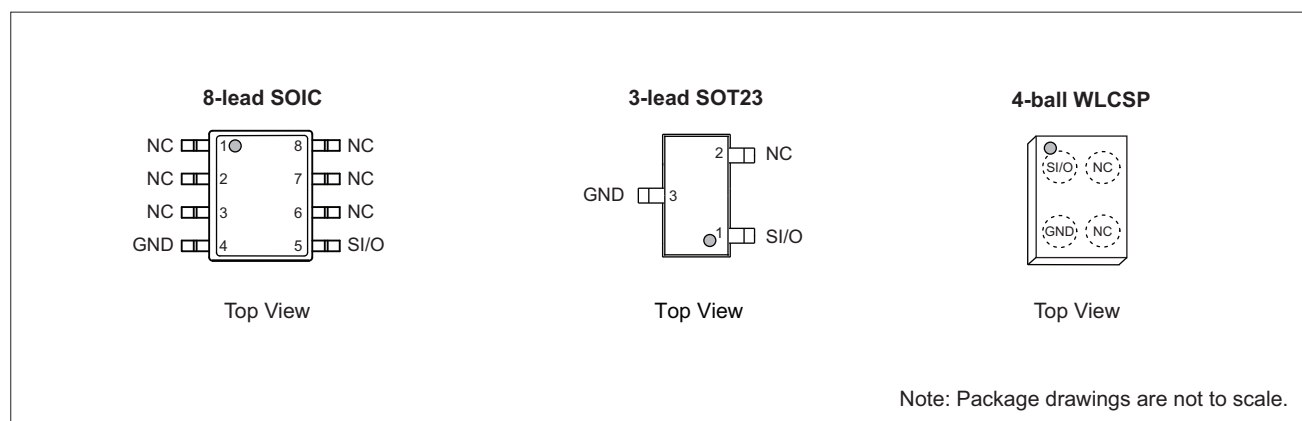 8-lead SOIC
NC 1 8 NC
NC 2 7 NC
NC 3 6 NC
GND 4 5 SI/O
Top View
3-lead SOT23
2 NC
GND 3
1 SI/O
Top View
4-ball WLCSP
SI/O NC
GND NC
Top View
Note: Package drawings are not to scale.